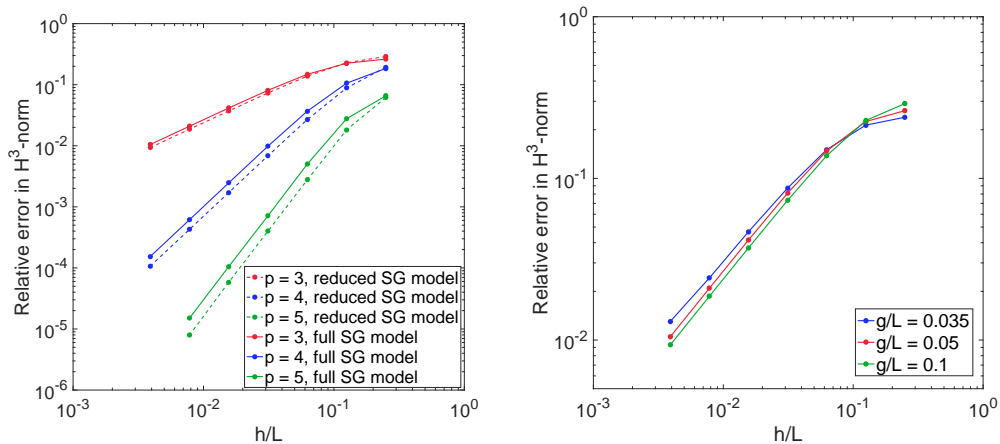 10^0
10^-1
10^-2
10^-3
10^-4
10^-5
10^-6
Relative error in H^3-norm
p = 3, reduced SG model
p = 4, reduced SG model
p = 5, reduced SG model
p = 3, full SG model
p = 4, full SG model
p = 5, full SG model
10^-3
10^-2
10^-1
10^0
h/L
10^0
10^-1
10^-2
Relative error in H^3-norm
g/L = 0.035
g/L = 0.05
g/L = 0.1
10^-3
10^-2
10^-1
10^0
h/L